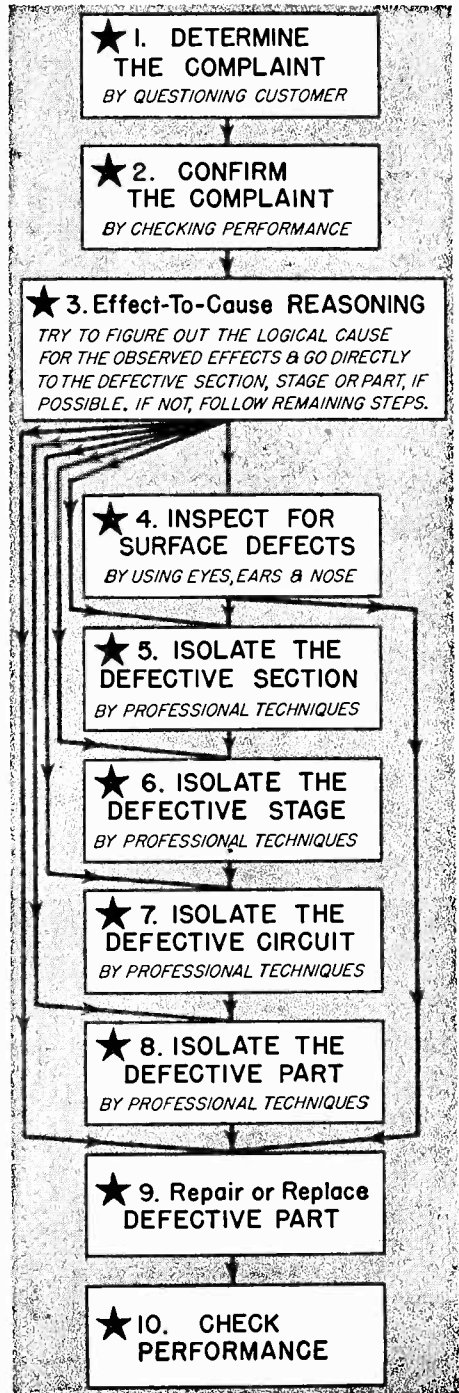 ★ 1. DETERMINE
THE COMPLAINT
BY QUESTIONING CUSTOMER
★ 2. CONFIRM
THE COMPLAINT
BY CHECKING PERFORMANCE
★ 3. Effect-To-Cause REASONING
TRY TO FIGURE OUT THE LOGICAL CAUSE
FOR THE OBSERVED EFFECTS & GO DIRECTLY
TO THE DEFECTIVE SECTION, STAGE OR PART, IF
POSSIBLE. IF NOT, FOLLOW REMAINING STEPS.
★ 4. INSPECT FOR
SURFACE DEFECTS
BY USING EYES, EARS & NOSE
★ 5. ISOLATE THE
DEFECTIVE SECTION
BY PROFESSIONAL TECHNIQUES
★ 6. ISOLATE THE
DEFECTIVE STAGE
BY PROFESSIONAL TECHNIQUES
★ 7. ISOLATE THE
DEFECTIVE CIRCUIT
BY PROFESSIONAL TECHNIQUES
★ 8. ISOLATE THE
DEFECTIVE PART
BY PROFESSIONAL TECHNIQUES
★ 9. Repair or Replace
DEFECTIVE PART
★ 10. CHECK
PERFORMANCE